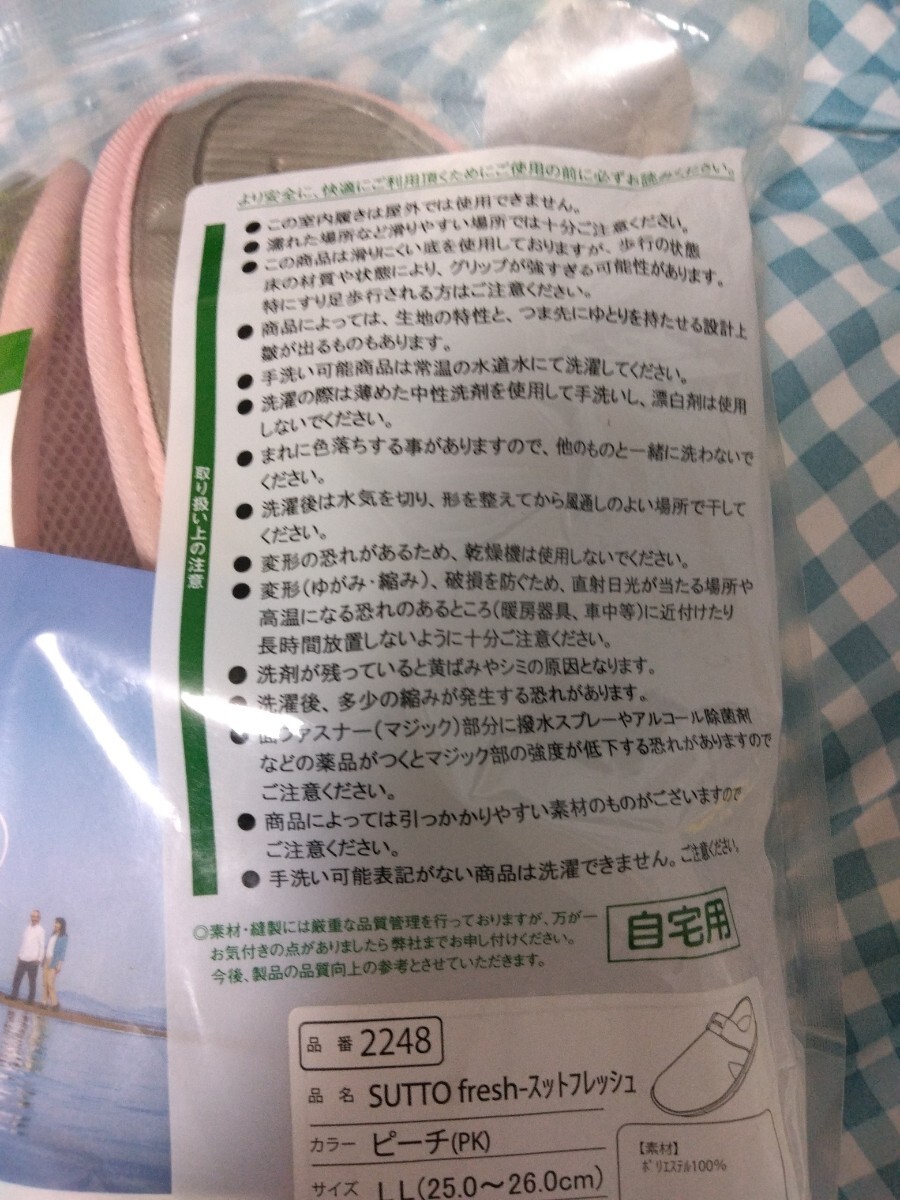 より安全に、快適にご利用頂くためにご使用の前に必ずお読みください。
取り扱い上の注意
●この室内履きは屋外では使用できません。
●濡れた場所など滑りやすい場所では十分ご注意ください。
●この商品は滑りにくい底を使用しておりますが、歩行の状態
床の材質や状態により、グリップが強すぎる可能性があります。
特にすり足歩行される方はご注意ください。
●商品によっては、生地の特性と、つま先にゆとりを持たせる設計上
皺が出るものもあります。
●手洗い可能商品は常温の水道水にて洗濯してください。
●洗濯の際は薄めた中性洗剤を使用して手洗いし、漂白剤は使用
しないでください。
●まれに色落ちする事がありますので、他のものと一緒に洗わないで
ください。
●洗濯後は水気を切り、形を整えてから風通しのよい場所で干して
ください。
●変形の恐れがあるため、乾燥機は使用しないでください。
●変形(ゆがみ・縮み)、破損を防ぐため、直射日光が当たる場所や
高温になる恐れのあるところ(暖房器具、車中等)に近付けたり
長時間放置しないように十分ご注意ください。
●洗剤が残っていると黄ばみやシミの原因となります。
●洗濯後、多少の縮みが発生する恐れがあります。
●面ファスナー(マジック)部分に撥水スプレーやアルコール除菌剤
などの薬品がつくとマジック部の強度が低下する恐れがありますので
ご注意ください。
●商品によっては引っかかりやすい素材のものがございますので
ご注意ください。
●手洗い可能表記がない商品は洗濯できません。ご注意ください。
◎素材・縫製には厳重な品質管理を行っておりますが、万が一
お気付きの点がありましたら弊社までお申し付けください。
今後、製品の品質向上の参考とさせていただきます。
自宅用
品番 2248
品名 SUTTO fresh-スットフレッシュ
カラー ピーチ(PK)
サイズ LL(25.0～26.0cm)
【素材】
ポリエステル100%